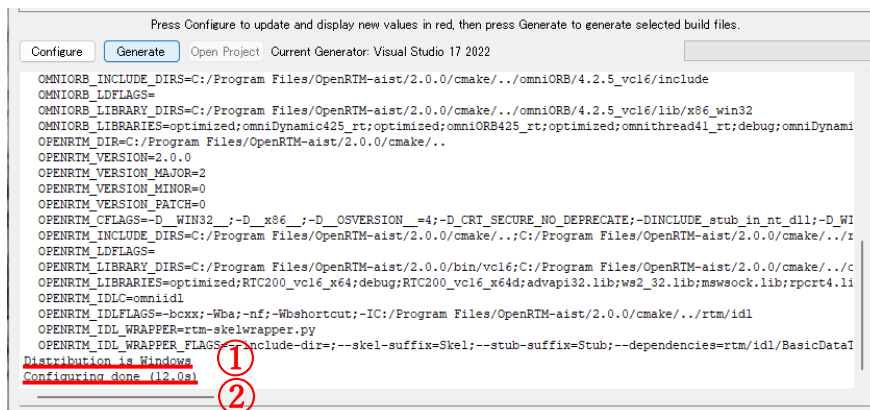 Press Configure to update and display new values in red, then press Generate to generate selected build files.
Configure Generate Open Project Current Generator: Visual Studio 17 2022
OMNIORB_INCLUDE_DIRS=C:/Program Files/OpenRTM-aist/2.0.0/cmake/../omniORB/4.2.5_vc16/include
OMNIORB_LDFLAGS=
OMNIORB_LIBRARY_DIRS=C:/Program Files/OpenRTM-aist/2.0.0/cmake/../omniORB/4.2.5_vc16/lib/x86_win32
OMNIORB_LIBRARIES=optimized;omniDynamic425_rt;optimized;omniORB425_rt;optimized;omnithread41_rt;debug;omniDynami
OPENRTM_DIR=C:/Program Files/OpenRTM-aist/2.0.0/cmake/..
OPENRTM_VERSION=2.0.0
OPENRTM_VERSION_MAJOR=2
OPENRTM_VERSION_MINOR=0
OPENRTM_VERSION_PATCH=0
OPENRTM_CFLAGS=-D__WIN32__;-D__x86__;-D__OSVERSION__=4;-D_CRT_SECURE_NO_DEPRECATE;-DINCLUDE_stub_in_nt_dll;-D_WI
OPENRTM_INCLUDE_DIRS=C:/Program Files/OpenRTM-aist/2.0.0/cmake/..;C:/Program Files/OpenRTM-aist/2.0.0/cmake/../r
OPENRTM_LDFLAGS=
OPENRTM_LIBRARY_DIRS=C:/Program Files/OpenRTM-aist/2.0.0/bin/vc16;C:/Program Files/OpenRTM-aist/2.0.0/cmake/../o
OPENRTM_LIBRARIES=optimized;RTC200_vc16_x64;debug;RTC200_vc16_x64d;advapi32.lib;ws2_32.lib;mswsock.lib;rpcrt4.li
OPENRTM_IDLC=omniidl
OPENRTM_IDLFLAGS=-bcxx;-Wba;-nf;-Wbshortcut;-IC:/Program Files/OpenRTM-aist/2.0.0/cmake/../rtm/idl
OPENRTM_IDL_WRAPPER=rtm-skelwrapper.py
OPENRTM_IDL_WRAPPER_FLAGS=--include-dir=;--skel-suffix=Skel;--stub-suffix=Stub;--dependencies=rtm/idl/BasicDataT
Distribution is Windows ①
Configuring done (12.0s)
②